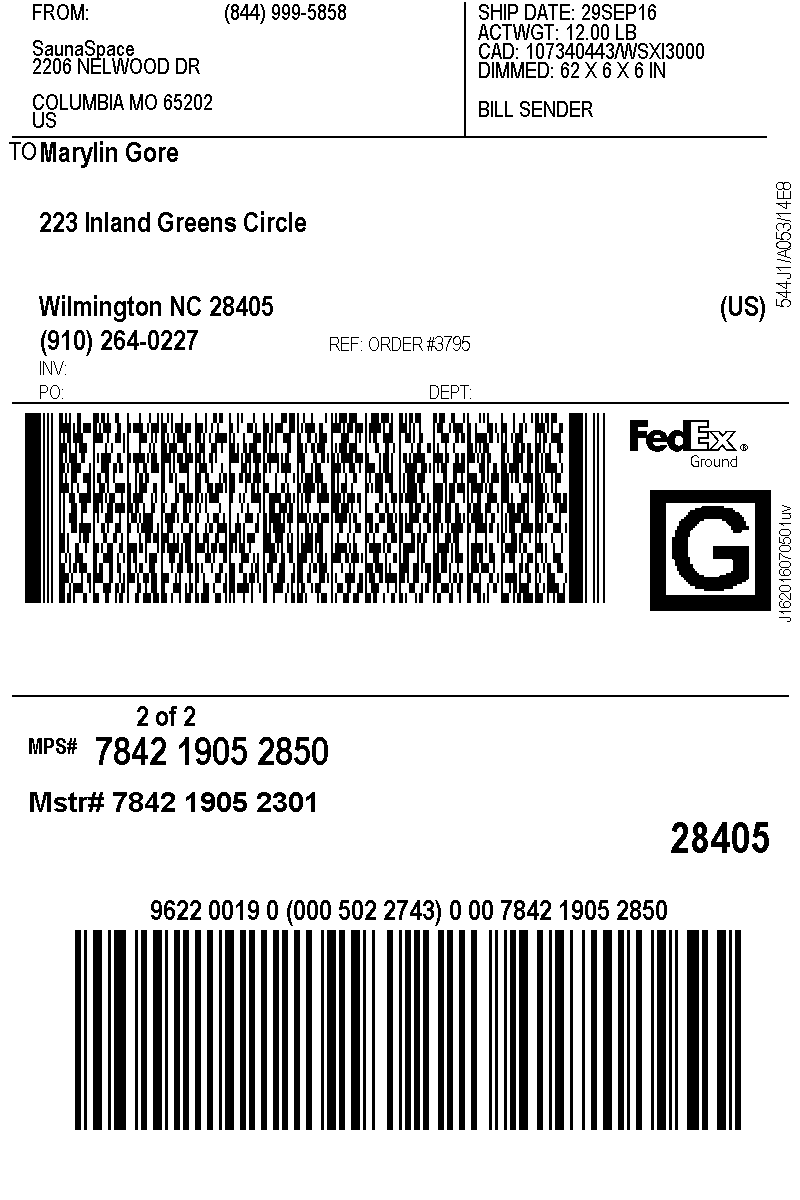 FROM: (844) 999-5858
SaunaSpace
2206 NELWOOD DR
COLUMBIA MO 65202
US
SHIP DATE: 29SEP16
ACTWGT: 12.00 LB
CAD: 107340443/WSXI3000
DIMMED: 62 X 6 X 6 IN
BILL SENDER
TO Marylin Gore
223 Inland Greens Circle
Wilmington NC 28405 (US)
(910) 264-0227 REF: ORDER #3795
INV:
PO: DEPT:
544J1/A053/14E8
FedEx®
Ground
G
J162016070501uv
2 of 2
MPS# 7842 1905 2850
Mstr# 7842 1905 2301
28405
9622 0019 0 (000 502 2743) 0 00 7842 1905 2850